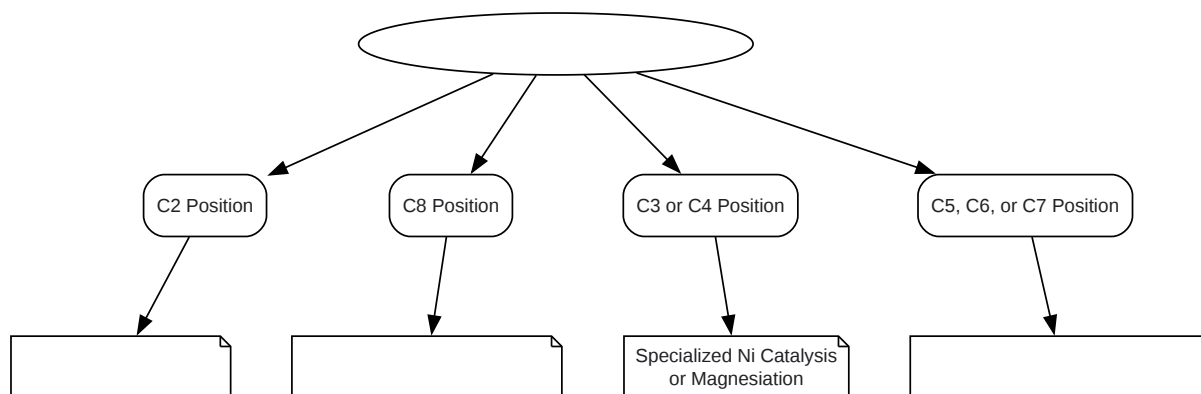 C2 Position
C8 Position
C3 or C4 Position
C5, C6, or C7 Position
Specialized Ni Catalysis
or Magnesiation